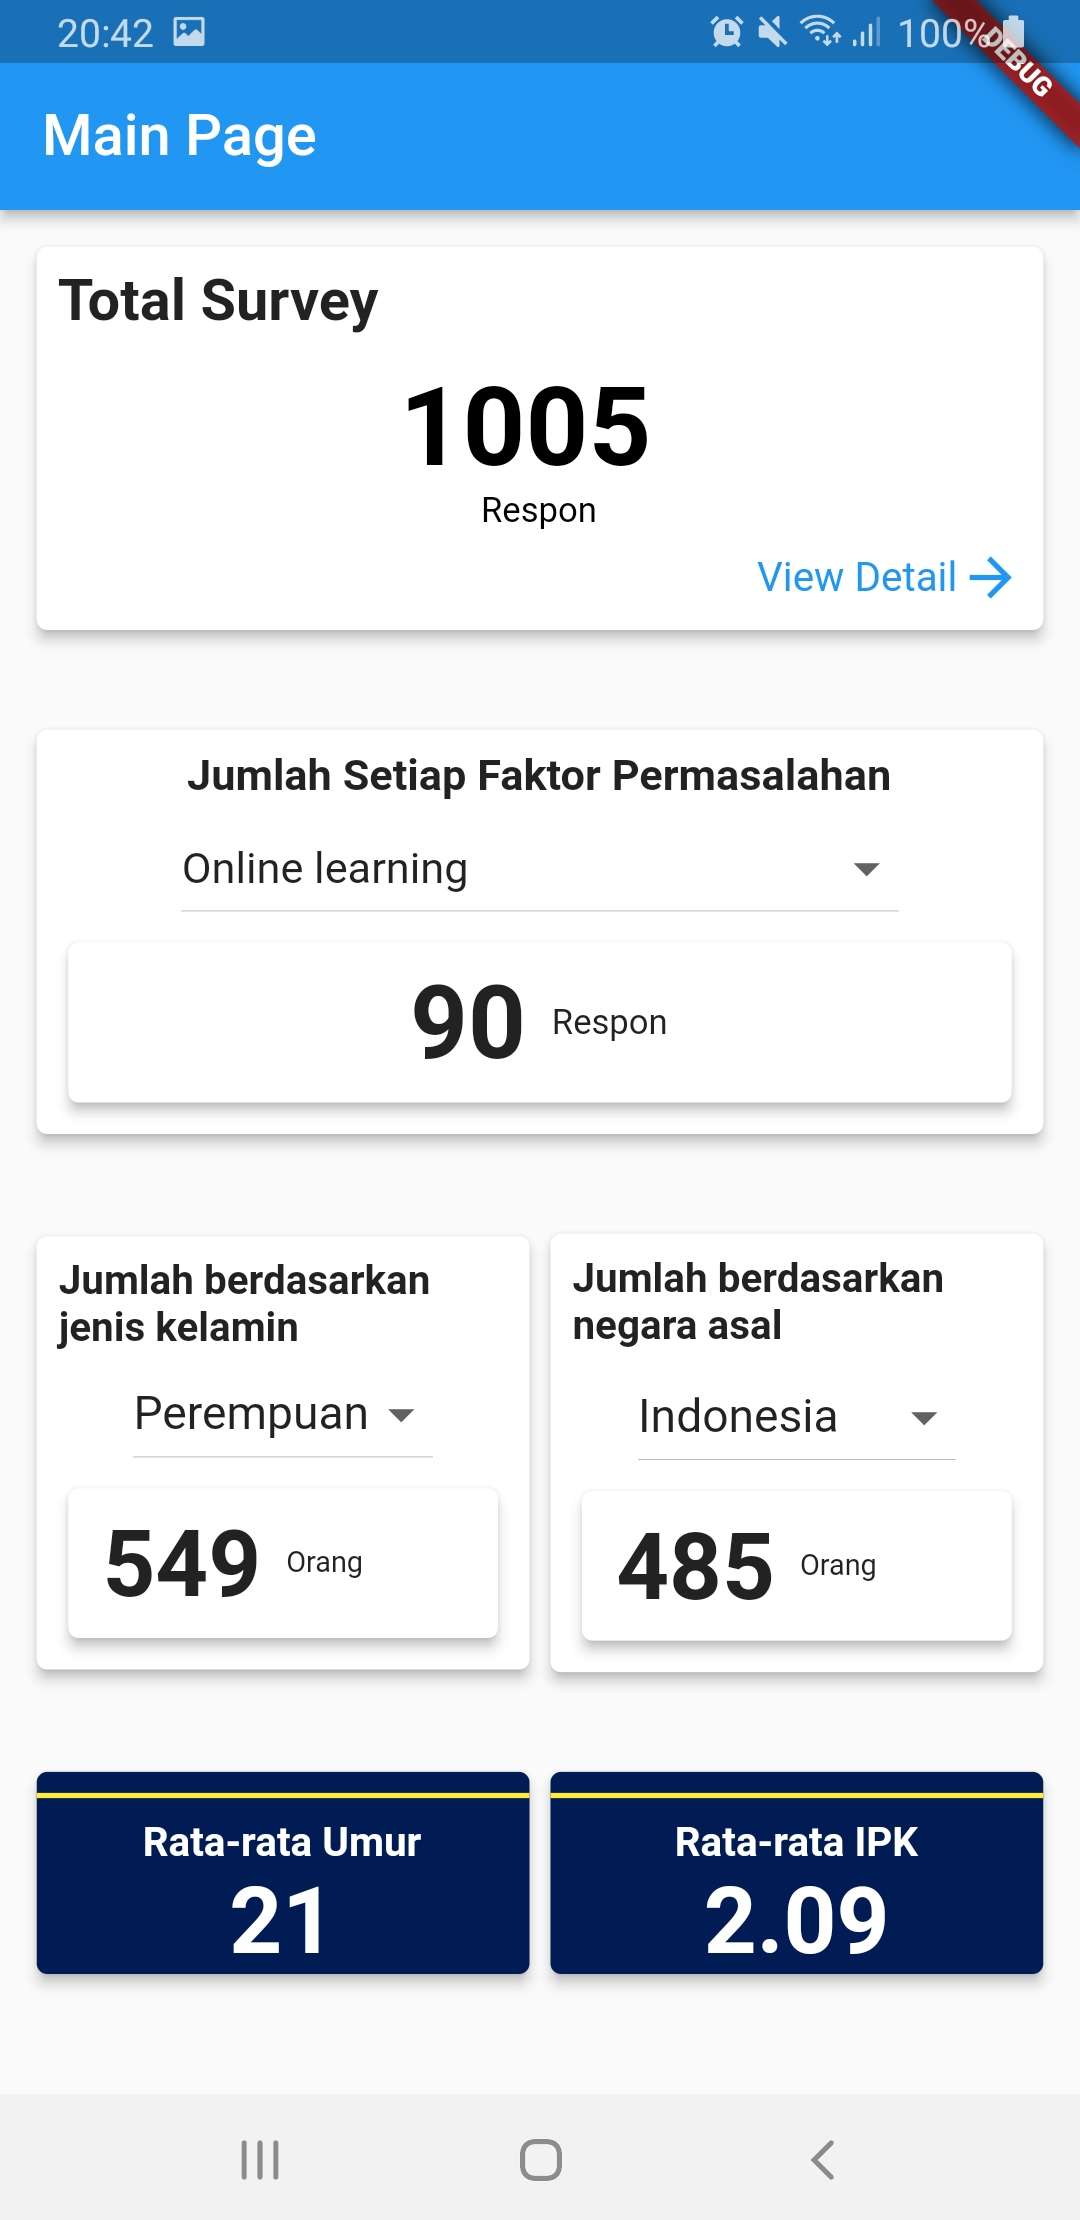 20:42
100%
DEBUG
Main Page
Total Survey
1005
Respon
View Detail
Jumlah Setiap Faktor Permasalahan
Online learning
90 Respon
Jumlah berdasarkan
jenis kelamin
Perempuan
549 Orang
Jumlah berdasarkan
negara asal
Indonesia
485 Orang
Rata-rata Umur
21
Rata-rata IPK
2.09